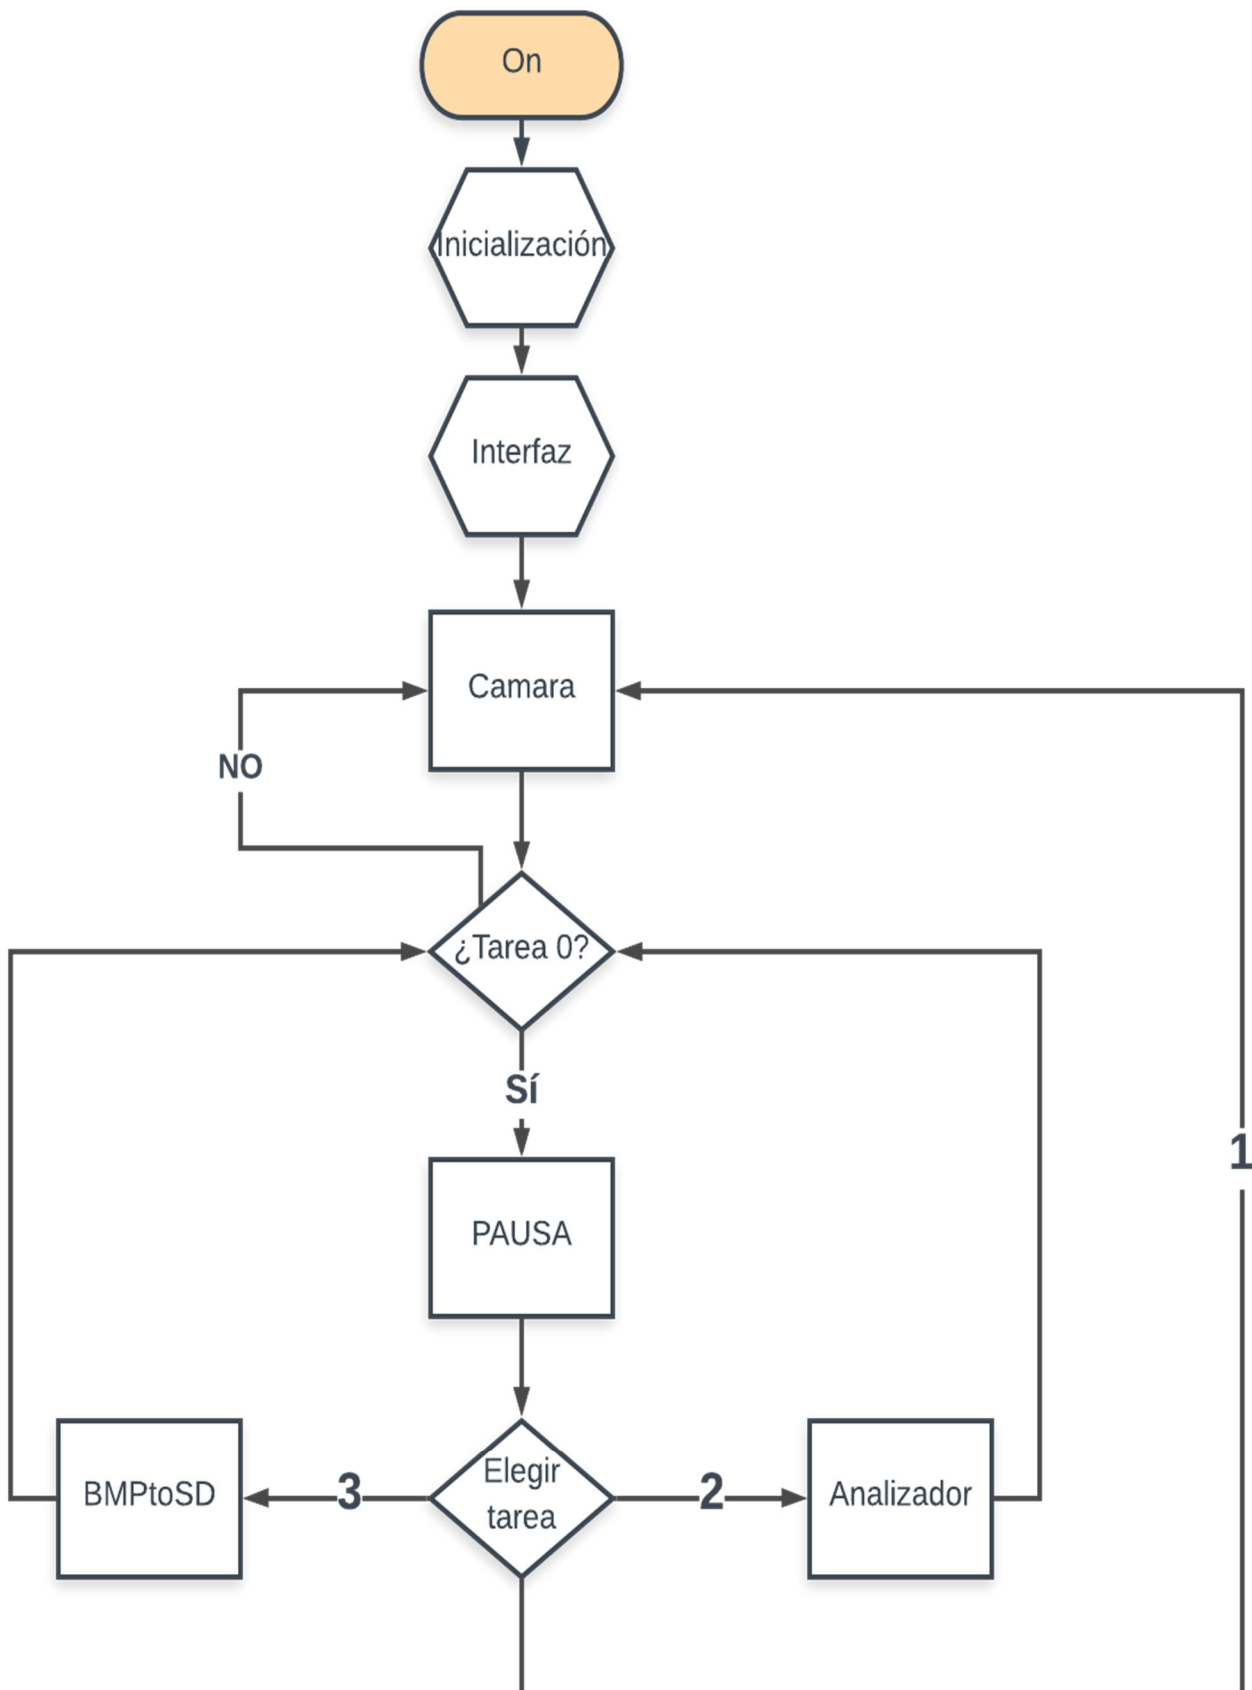 On
Inicialización
Interfaz
Camara
NO
¿Tarea 0?
Sí
1
PAUSA
Elegir
tarea
3
2
BMPtoSD
Analizador